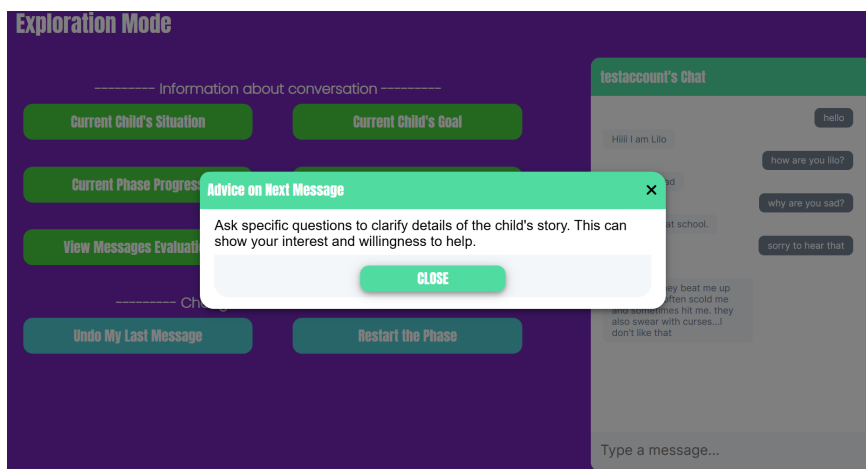 Exploration Mode
--------- Information about conversation ---------
Current Child's Situation
Current Child's Goal
Current Phase Progres
View Messages Evaluati
--------- Ch
Undo My Last Message
Restart the Phase
Advice on Next Message
×
Ask specific questions to clarify details of the child's story. This can
show your interest and willingness to help.
CLOSE
testaccount's Chat
hello
Hiii I am Lilo
how are you lilo?
ad
why are you sad?
at school.
sorry to hear that
ey beat me up
often scold me
and sometimes hit me. they
also swear with curses...I
don't like that
Type a message...